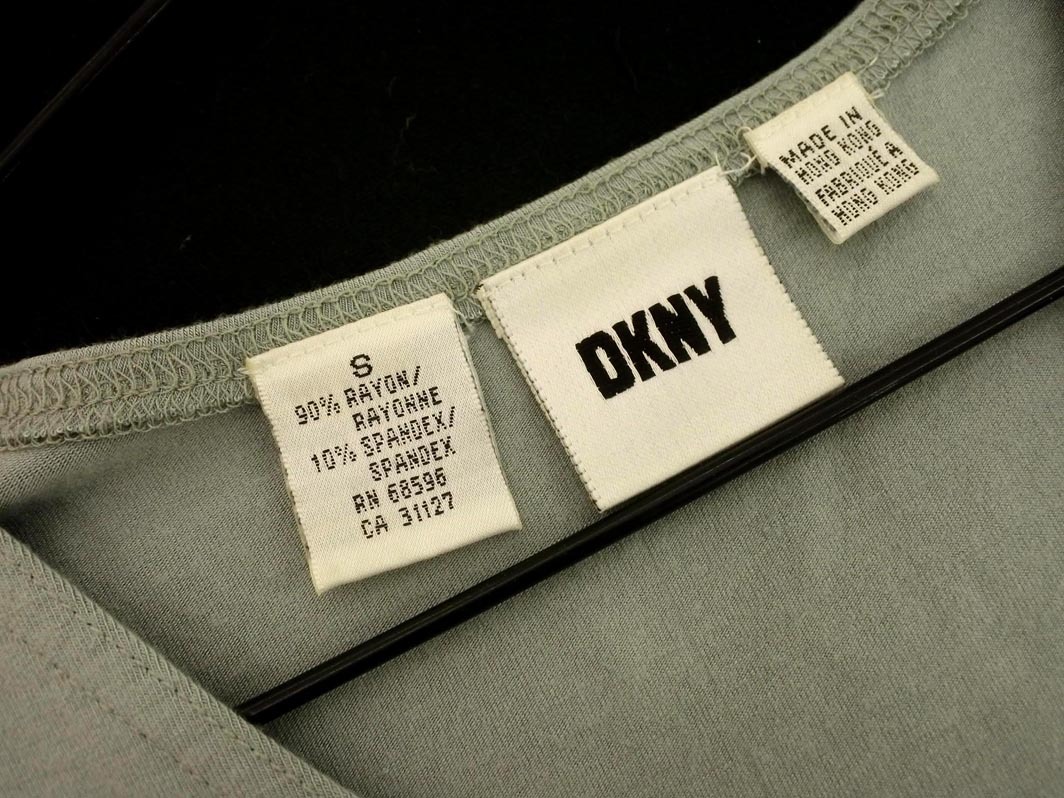 S
90% RAYON/
RAYONNE
10% SPANDEX/
SPANDEX
RN 68596
CA 31127
DKNY
MADE IN
HONG KONG
FABRIQUÉ A
HONG KONG